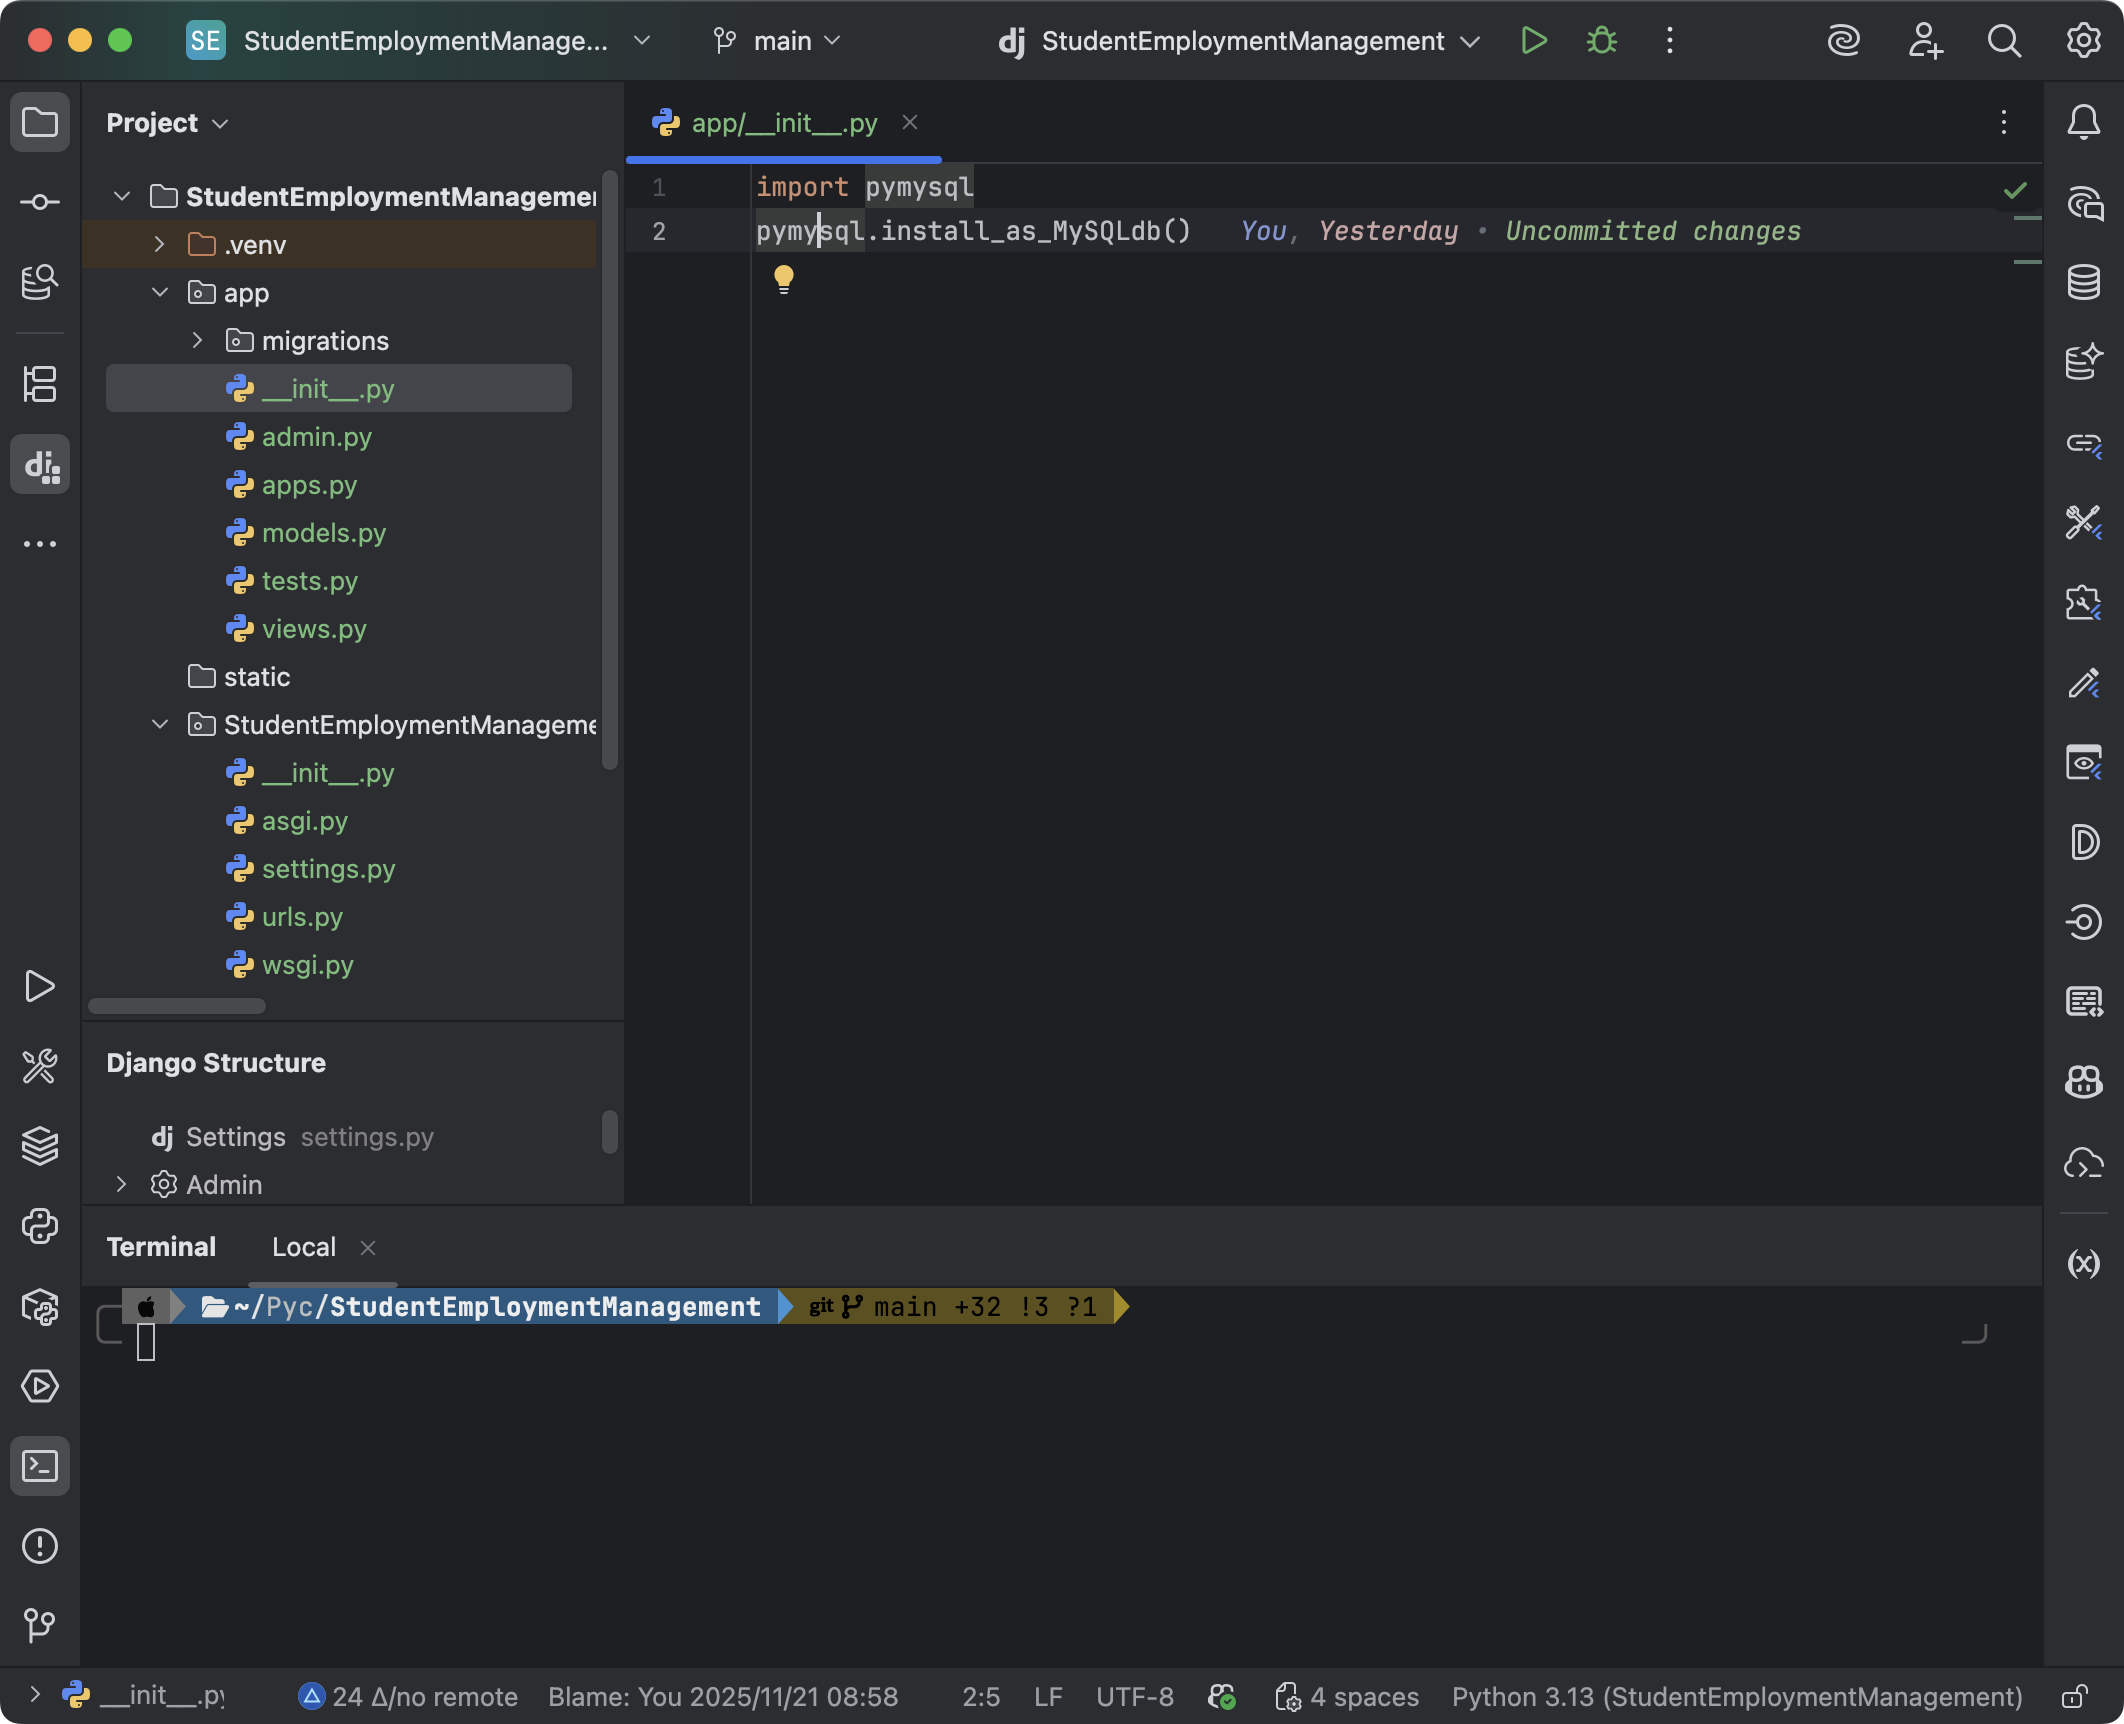 SE StudentEmploymentManage... main dj StudentEmploymentManagement
Project
StudentEmploymentManagemer
.venv
app
migrations
__init__.py
admin.py
apps.py
models.py
tests.py
views.py
static
StudentEmploymentManageme
__init__.py
asgi.py
settings.py
urls.py
wsgi.py
Django Structure
dj Settings settings.py
Admin
app/__init__.py
1 import pymysql
2 pymysql.install_as_MySQLdb() You, Yesterday • Uncommitted changes
Terminal Local
~/Pyc/StudentEmploymentManagement git main +32 !3 ?1
__init__.py 24 Δ/no remote Blame: You 2025/11/21 08:58 2:5 LF UTF-8 4 spaces Python 3.13 (StudentEmploymentManagement)